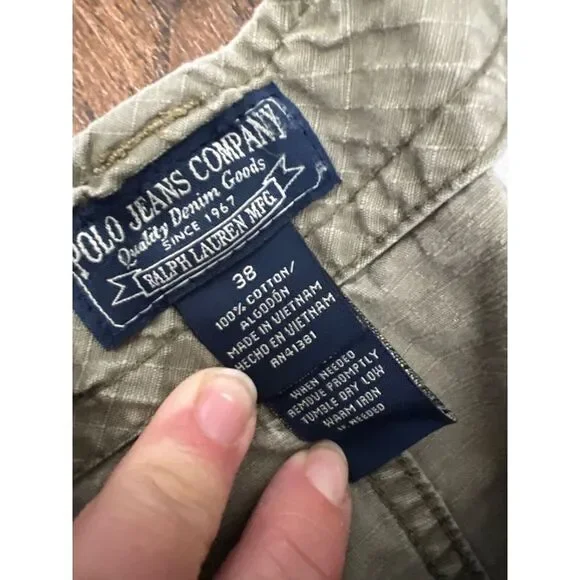 POLO JEANS COMPANY
Quality Denim Goods
SINCE 1967
RALPH LAUREN MFG.
38
100% COTTON/
ALGODÓN
MADE IN VIETNAM
HECHO EN VIETNAM
RN41381
WHEN NEEDED
REMOVE PROMPTLY
TUMBLE DRY LOW
WARM IRON
NEEDED